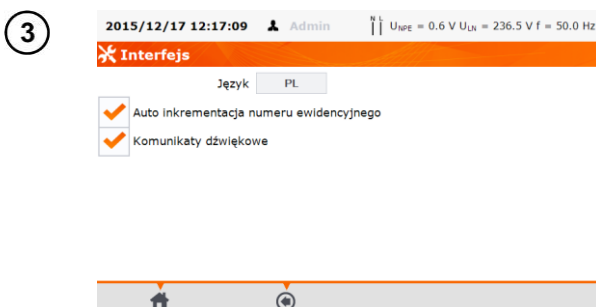 3
2015/12/17 12:17:09 Admin N L UNPE = 0.6 V ULN = 236.5 V f = 50.0 Hz
Interfejs
Język PL
Auto inkrementacja numeru ewidencyjnego
Komunikaty dźwiękowe